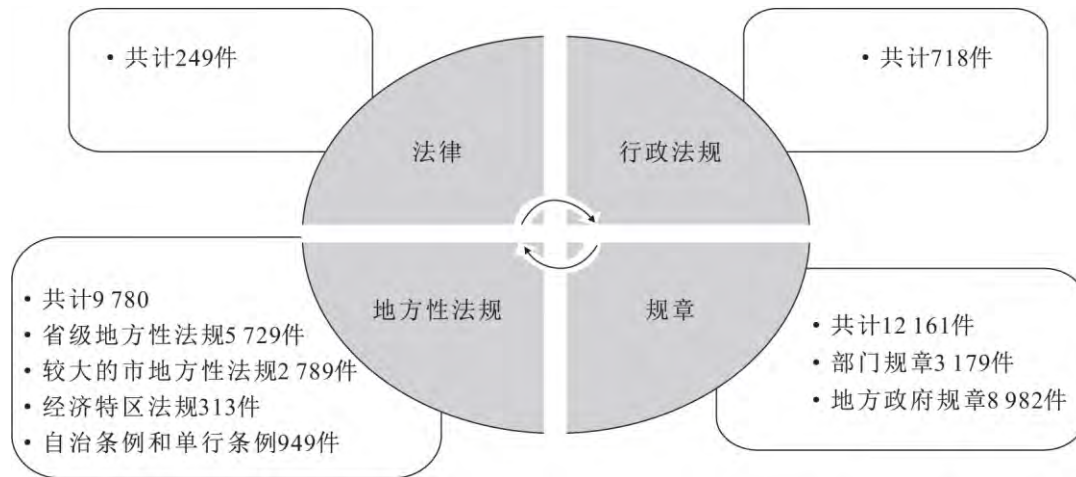 • 共计249件
• 共计718件
法律
行政法规
地方性法规
规章
• 共计9 780
• 省级地方性法规5 729件
• 较大的市地方性法规2 789件
• 经济特区法规313件
• 自治条例和单行条例949件
• 共计12 161件
• 部门规章3 179件
• 地方政府规章8 982件